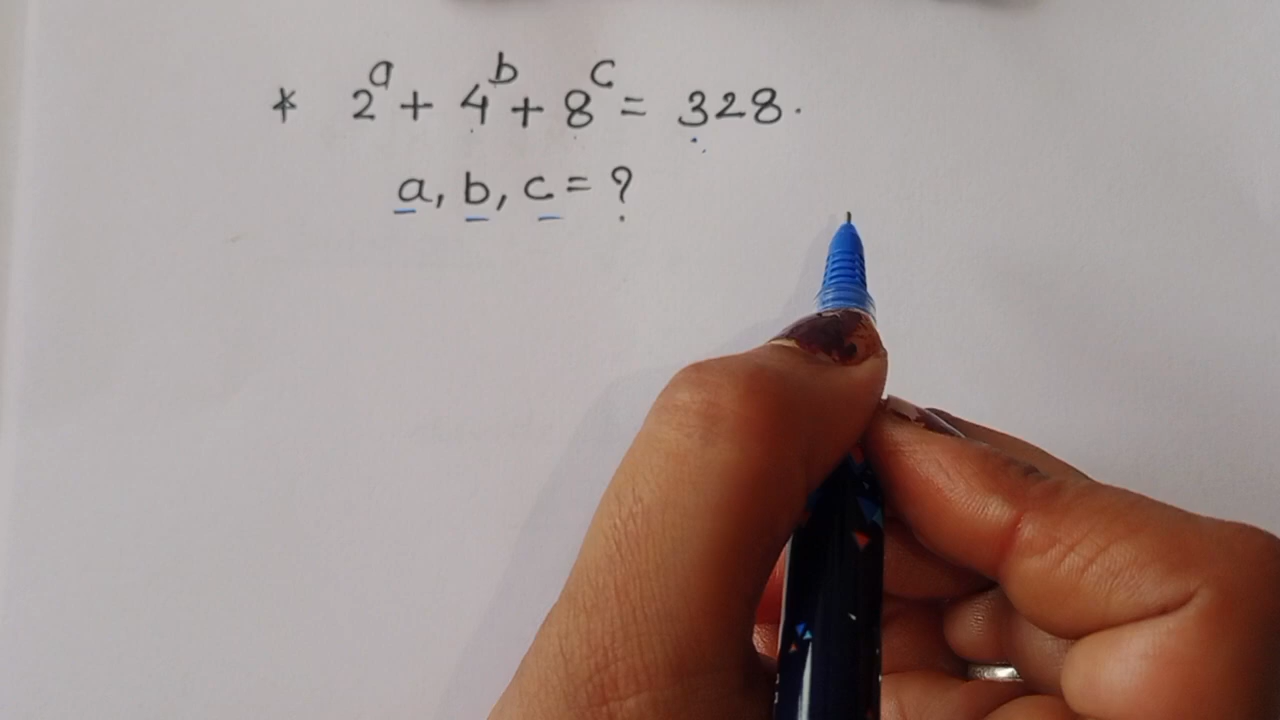 * 2^a + 4^b + 8^c = 328.
a, b, c = ?